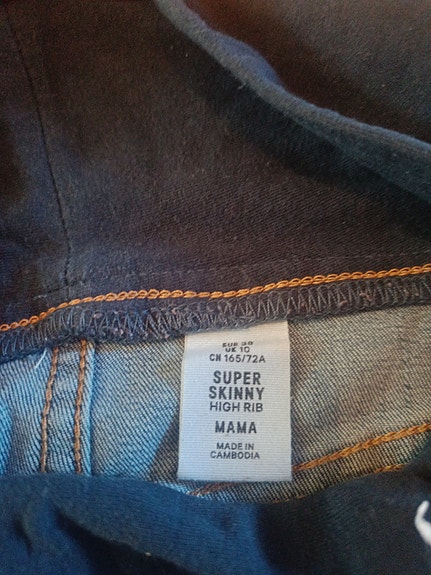 EUR 38
UK 10
CN 165/72A
SUPER
SKINNY
HIGH RIB
MAMA
MADE IN
CAMBODIA